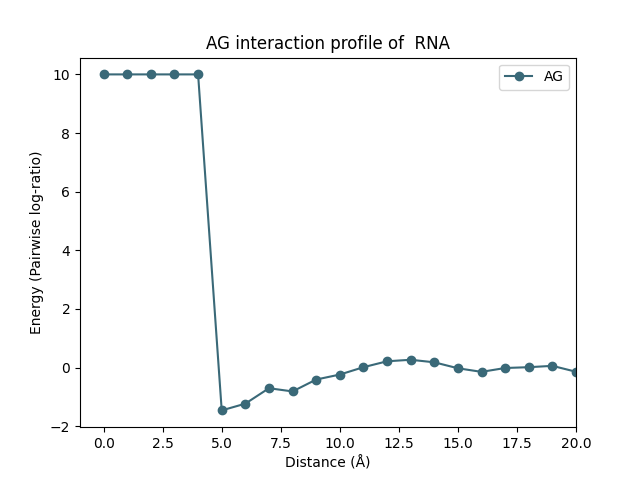 AG interaction profile of  RNA
AG
Energy (Pairwise log-ratio)
10
8
6
4
2
0
−2
0.0 2.5 5.0 7.5 10.0 12.5 15.0 17.5 20.0
Distance (Å)